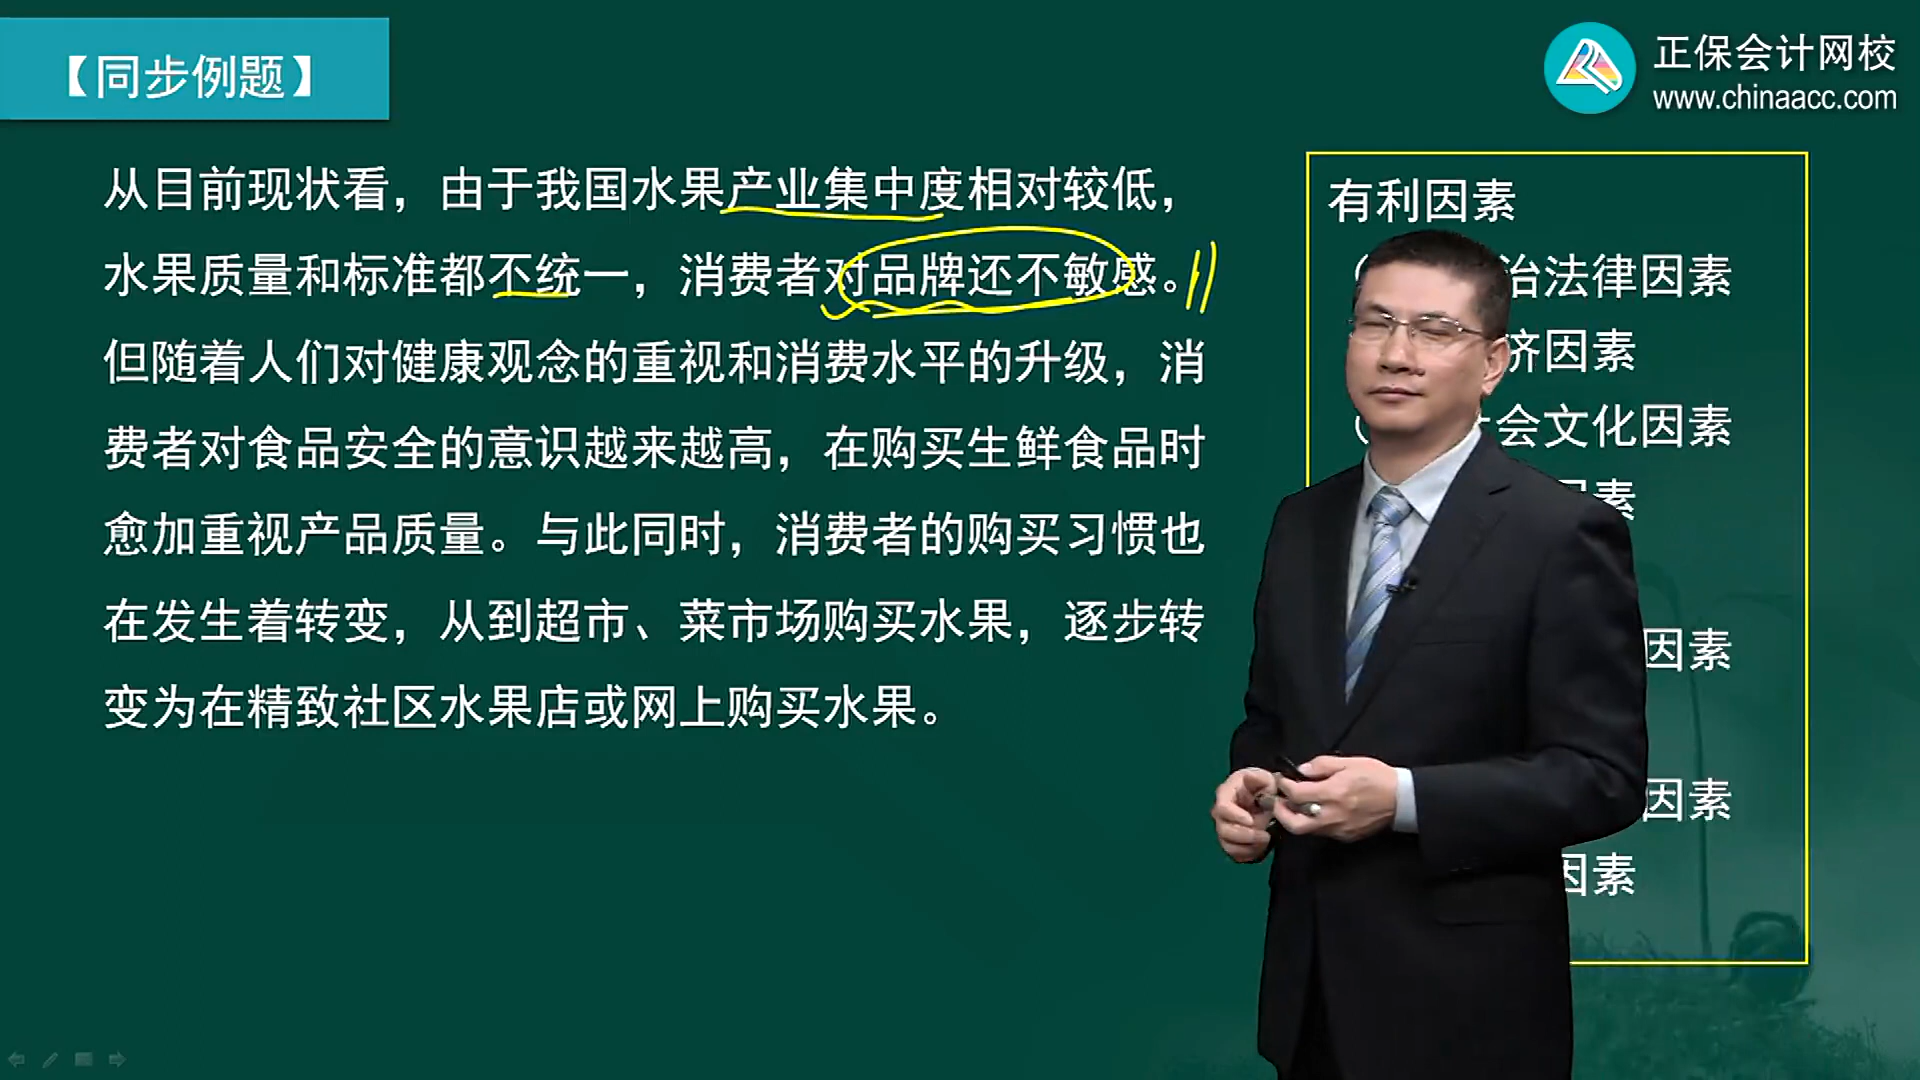 【同步例题】
正保会计网校
www.chinaacc.com
从目前现状看，由于我国水果产业集中度相对较低，
水果质量和标准都不统一，消费者对品牌还不敏感。
但随着人们对健康观念的重视和消费水平的升级，消
费者对食品安全的意识越来越高，在购买生鲜食品时
愈加重视产品质量。与此同时，消费者的购买习惯也
在发生着转变，从到超市、菜市场购买水果，逐步转
变为在精致社区水果店或网上购买水果。
有利因素
治法律因素
济因素
会文化因素
因素
因素
因素